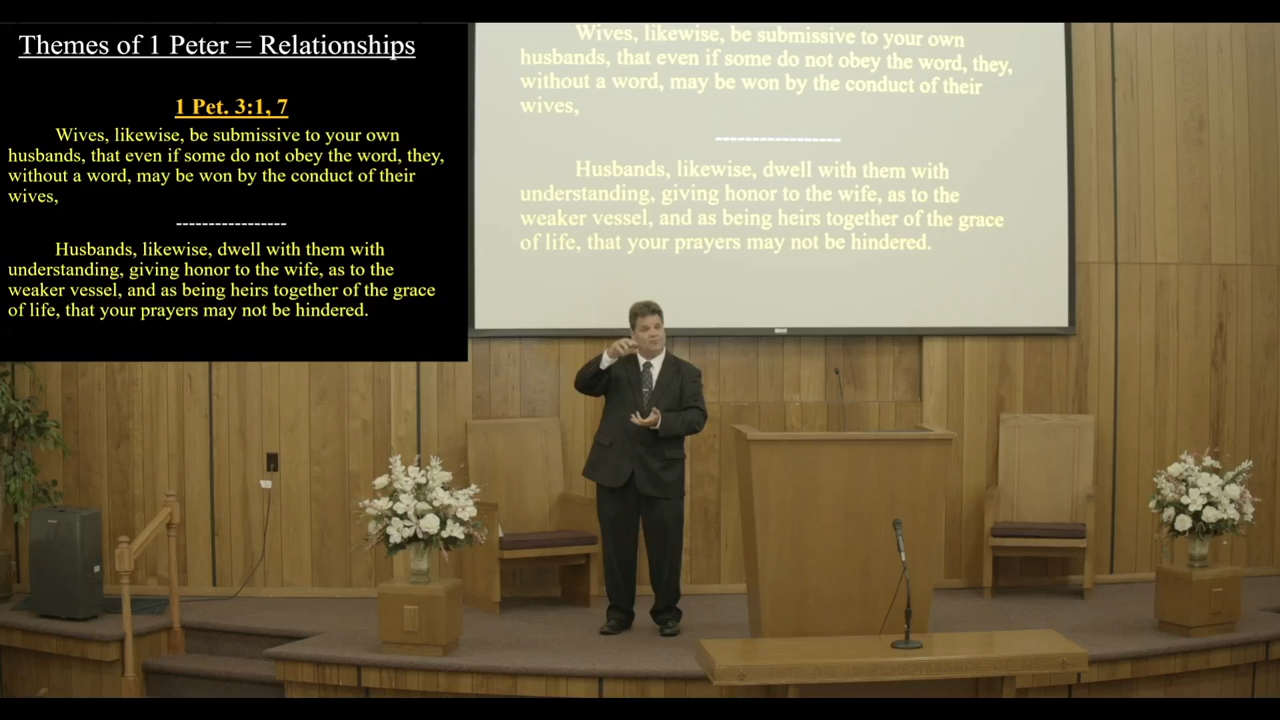 Themes of 1 Peter = Relationships
1 Pet. 3:1, 7
Wives, likewise, be submissive to your own
husbands, that even if some do not obey the word, they,
without a word, may be won by the conduct of their
wives,
-----------------
Husbands, likewise, dwell with them with
understanding, giving honor to the wife, as to the
weaker vessel, and as being heirs together of the grace
of life, that your prayers may not be hindered.
Wives, likewise, be submissive to your own
husbands, that even if some do not obey the word, they,
without a word, may be won by the conduct of their
wives,
-----------------
Husbands, likewise, dwell with them with
understanding, giving honor to the wife, as to the
weaker vessel, and as being heirs together of the grace
of life, that your prayers may not be hindered.